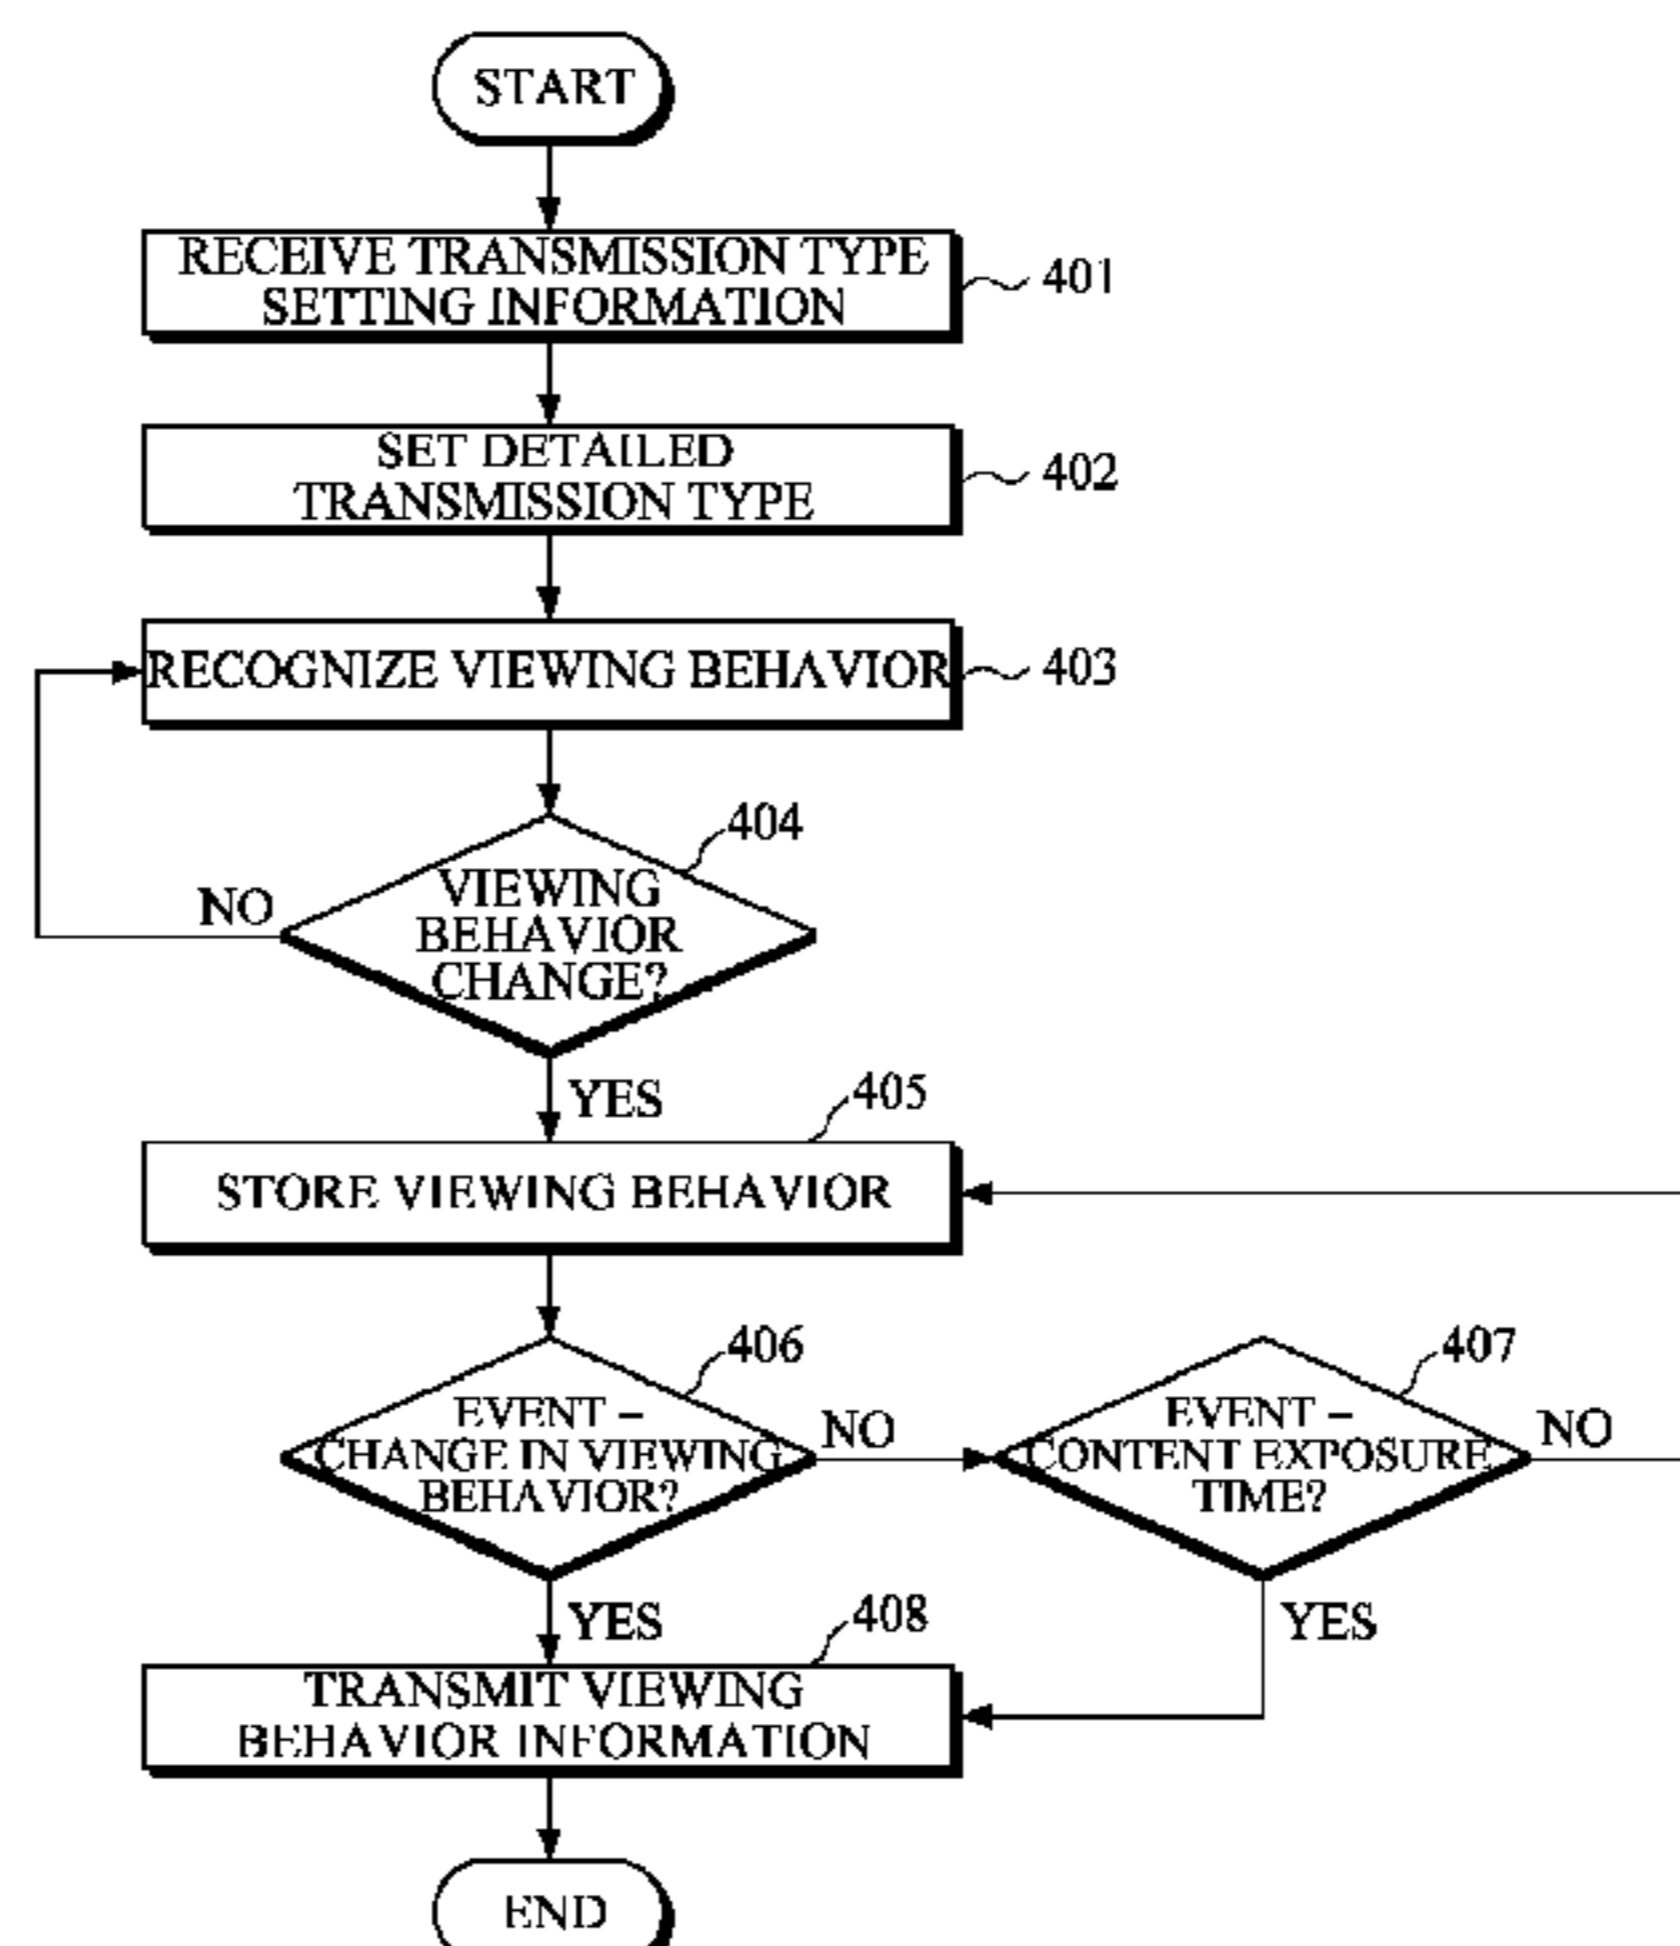 START
RECEIVE TRANSMISSION TYPE
SETTING INFORMATION
401
SET DETAILED
TRANSMISSION TYPE
402
RECOGNIZE VIEWING BEHAVIOR
403
404
VIEWING
BEHAVIOR
CHANGE?
NO
YES
405
STORE VIEWING BEHAVIOR
406
EVENT –
CHANGE IN VIEWING
BEHAVIOR?
NO
407
EVENT –
CONTENT EXPOSURE
TIME?
NO
YES
YES
408
TRANSMIT VIEWING
BEHAVIOR INFORMATION
END